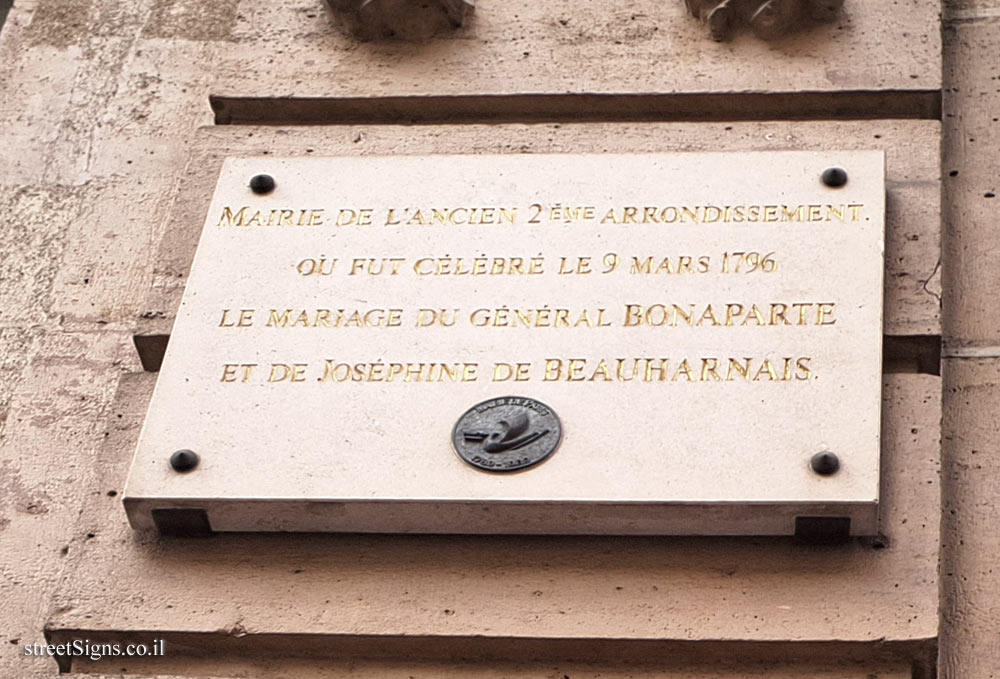 MAIRIE DE L'ANCIEN 2ÈME ARRONDISSEMENT.
OÙ FUT CÉLÉBRÉ LE 9 MARS 1796
LE MARIAGE DU GÉNÉRAL BONAPARTE
ET DE JOSÉPHINE DE BEAUHARNAIS.
streetSigns.co.il